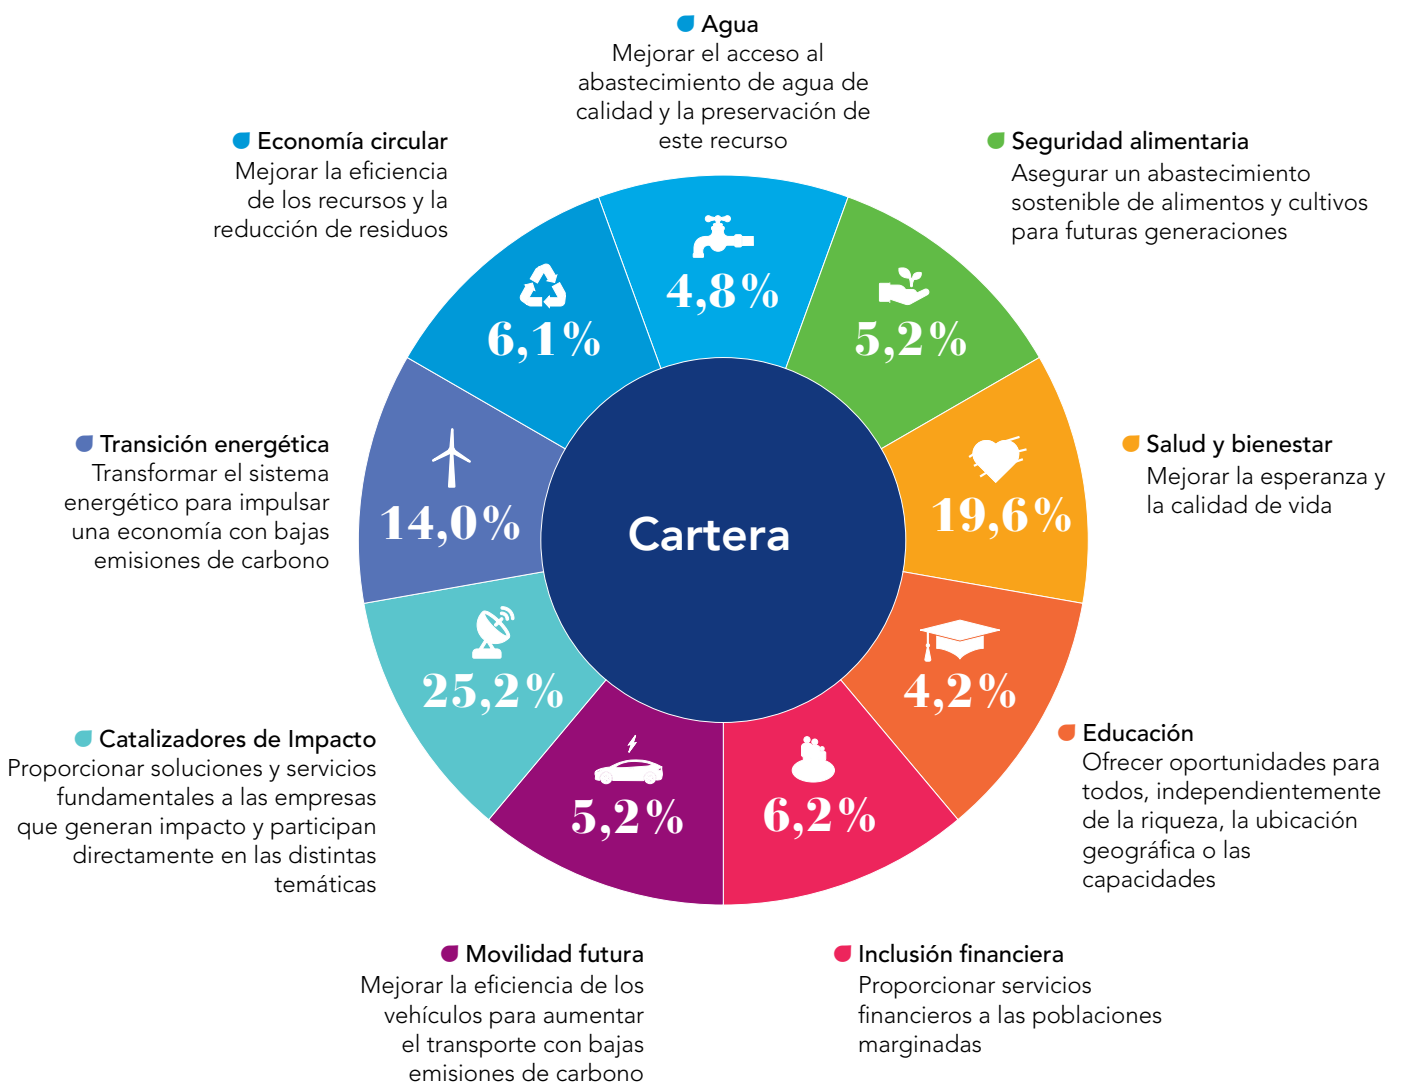 Agua
Mejorar el acceso al
abastecimiento de agua de
calidad y la preservación de
este recurso
Seguridad alimentaria
Asegurar un abastecimiento
sostenible de alimentos y cultivos
para futuras generaciones
Salud y bienestar
Mejorar la esperanza y
la calidad de vida
Educación
Ofrecer oportunidades para
todos, independientemente
de la riqueza, la ubicación
geográfica o las
capacidades
Inclusión financiera
Proporcionar servicios
financieros a las poblaciones
marginadas
Movilidad futura
Mejorar la eficiencia de los
vehículos para aumentar
el transporte con bajas
emisiones de carbono
Catalizadores de Impacto
Proporcionar soluciones y servicios
fundamentales a las empresas
que generan impacto y participan
directamente en las distintas
temáticas
Transición energética
Transformar el sistema
energético para impulsar
una economía con bajas
emisiones de carbono
Economía circular
Mejorar la eficiencia
de los recursos y la
reducción de residuos
4,8%
5,2%
19,6%
4,2%
6,2%
5,2%
25,2%
14,0%
6,1%
Cartera